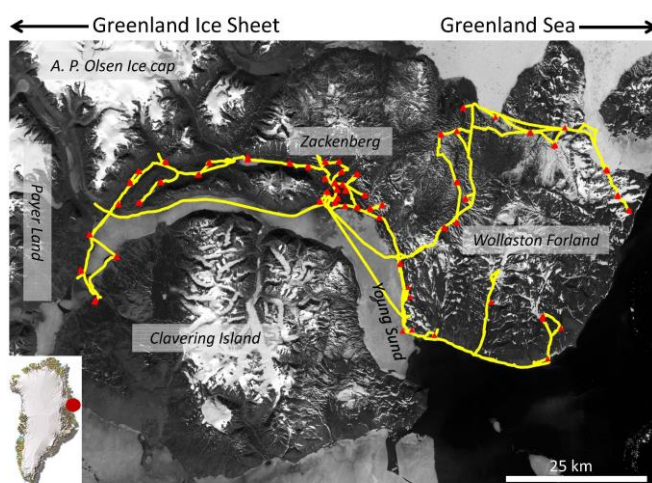 Greenland Ice Sheet
Greenland Sea
A. P. Olsen Ice cap
Zackenberg
Payer Land
Wollaston Forland
Young Sund
Clavering Island
25 km